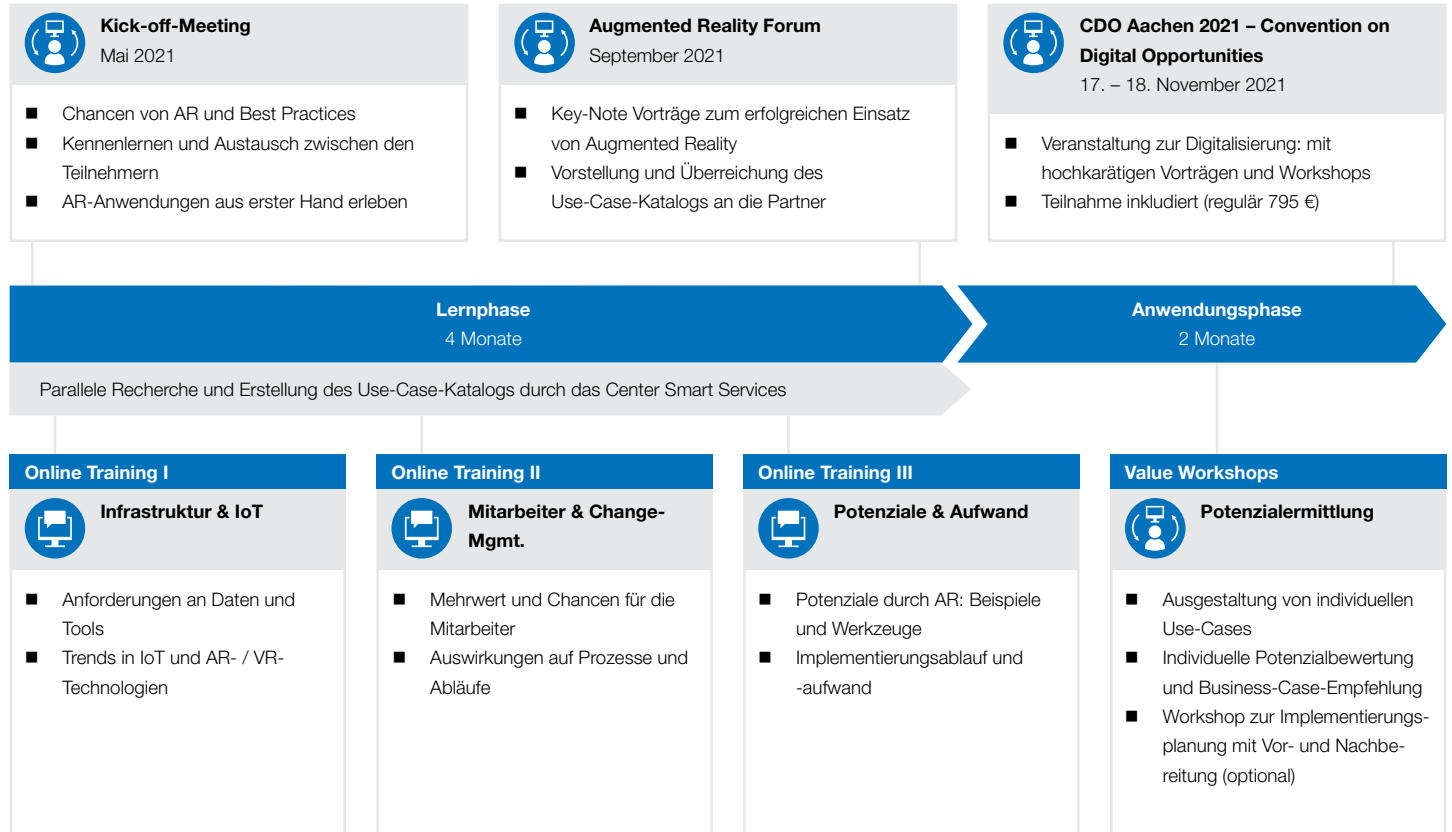 Kick-off-Meeting
Mai 2021
■ Chancen von AR und Best Practices
■ Kennenlernen und Austausch zwischen den
Teilnehmern
■ AR-Anwendungen aus erster Hand erleben
Augmented Reality Forum
September 2021
■ Key-Note Vorträge zum erfolgreichen Einsatz
von Augmented Reality
■ Vorstellung und Überreichung des
Use-Case-Katalogs an die Partner
CDO Aachen 2021 – Convention on
Digital Opportunities
17. – 18. November 2021
■ Veranstaltung zur Digitalisierung: mit
hochkarätigen Vorträgen und Workshops
■ Teilnahme inkludiert (regulär 795 €)
Lernphase
4 Monate
Anwendungsphase
2 Monate
Parallele Recherche und Erstellung des Use-Case-Katalogs durch das Center Smart Services
Online Training I
Infrastruktur & IoT
■ Anforderungen an Daten und
Tools
■ Trends in IoT und AR- / VR-
Technologien
Online Training II
Mitarbeiter & Change-
Mgmt.
■ Mehrwert und Chancen für die
Mitarbeiter
■ Auswirkungen auf Prozesse und
Abläufe
Online Training III
Potenziale & Aufwand
■ Potenziale durch AR: Beispiele
und Werkzeuge
■ Implementierungsablauf und
-aufwand
Value Workshops
Potenzialermittlung
■ Ausgestaltung von individuellen
Use-Cases
■ Individuelle Potenzialbewertung
und Business-Case-Empfehlung
■ Workshop zur Implementierungs-
planung mit Vor- und Nachbe-
reitung (optional)